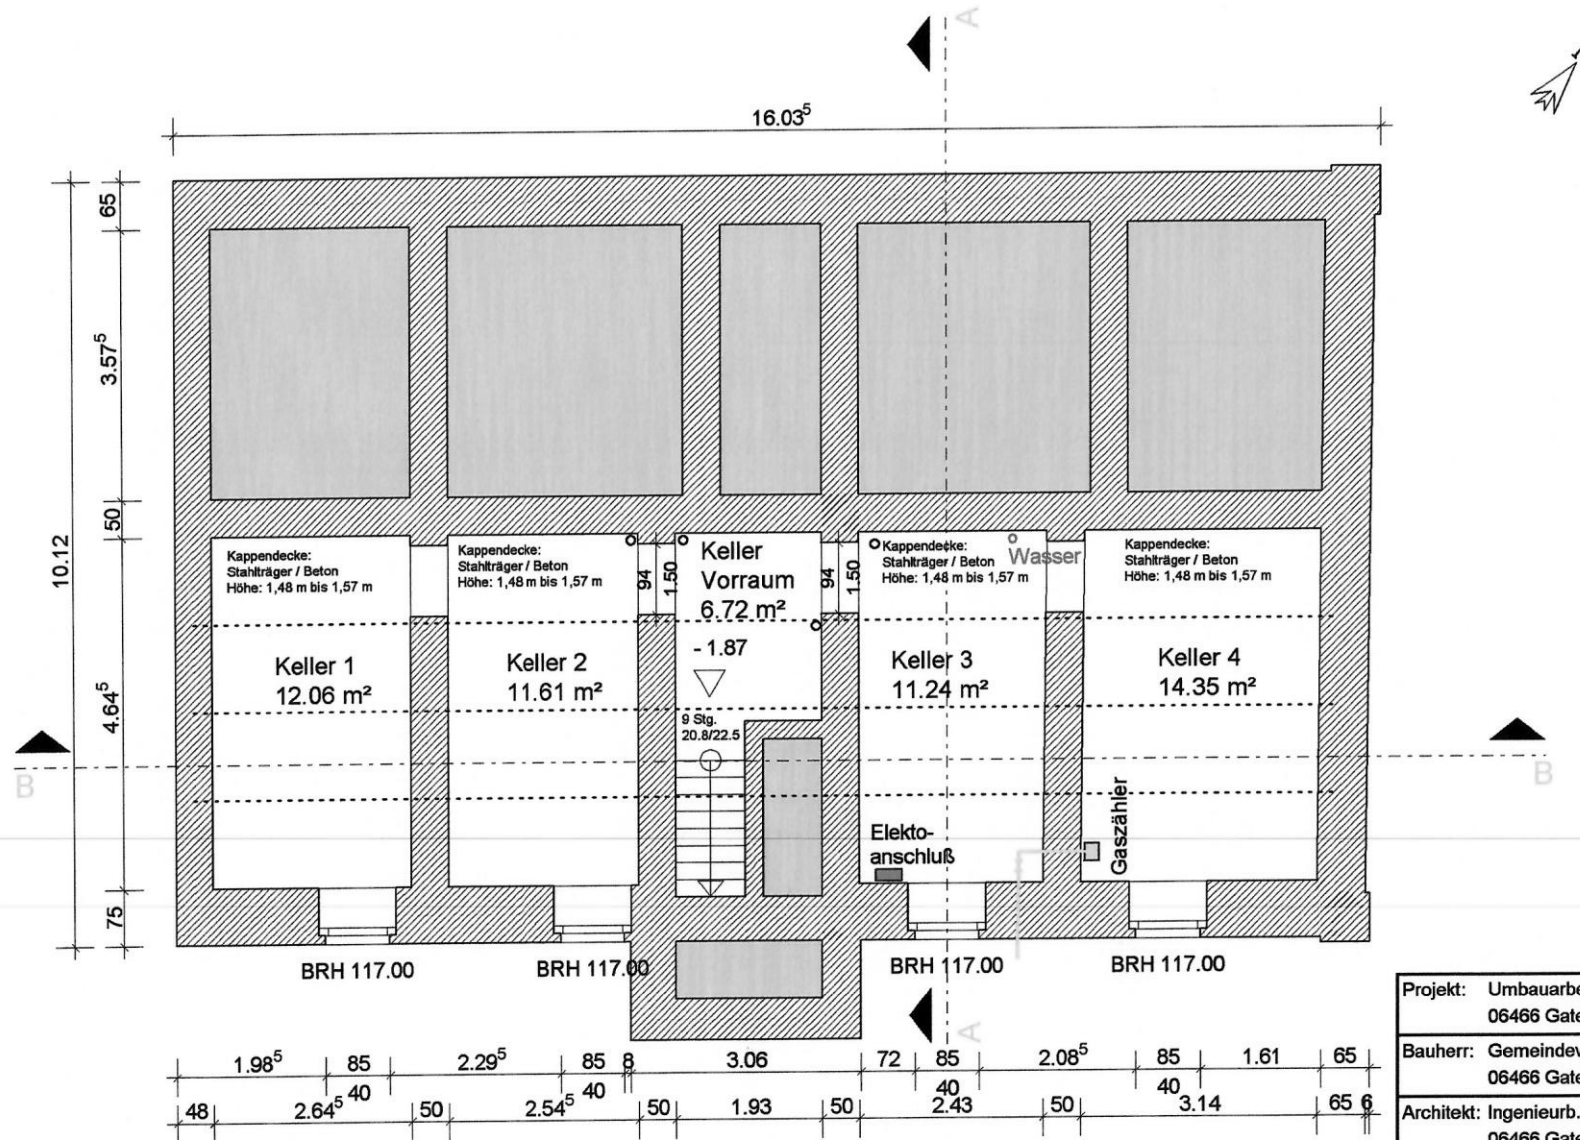 A
16.03⁵
65
3.57⁵
50
10.12
4.64⁵
75
Kappendecke:
Stahlträger / Beton
Höhe: 1,48 m bis 1,57 m
Kappendecke:
Stahlträger / Beton
Höhe: 1,48 m bis 1,57 m
94
1.50
Keller
Vorraum
6.72 m²
- 1.87
94
1.50
Kappendecke:
Stahlträger / Beton
Höhe: 1,48 m bis 1,57 m
Wasser
Kappendecke:
Stahlträger / Beton
Höhe: 1,48 m bis 1,57 m
Keller 1
12.06 m²
Keller 2
11.61 m²
Keller 3
11.24 m²
Keller 4
14.35 m²
9 Stg.
20.8/22.5
B
B
Elekto-
anschluß
Gaszähler
BRH 117.00
BRH 117.00
BRH 117.00
BRH 117.00
A
1.98⁵ 85 2.29⁵ 85 8 3.06 72 85 2.08⁵ 85 1.61 65
40 40 40 40
48 2.64⁵ 50 2.54⁵ 50 1.93 50 2.43 50 3.14 65 6
Projekt: Umbauarbe
06466 Gate
Bauherr: Gemeindev
06466 Gate
Architekt: Ingenieurb.
06466 Gate